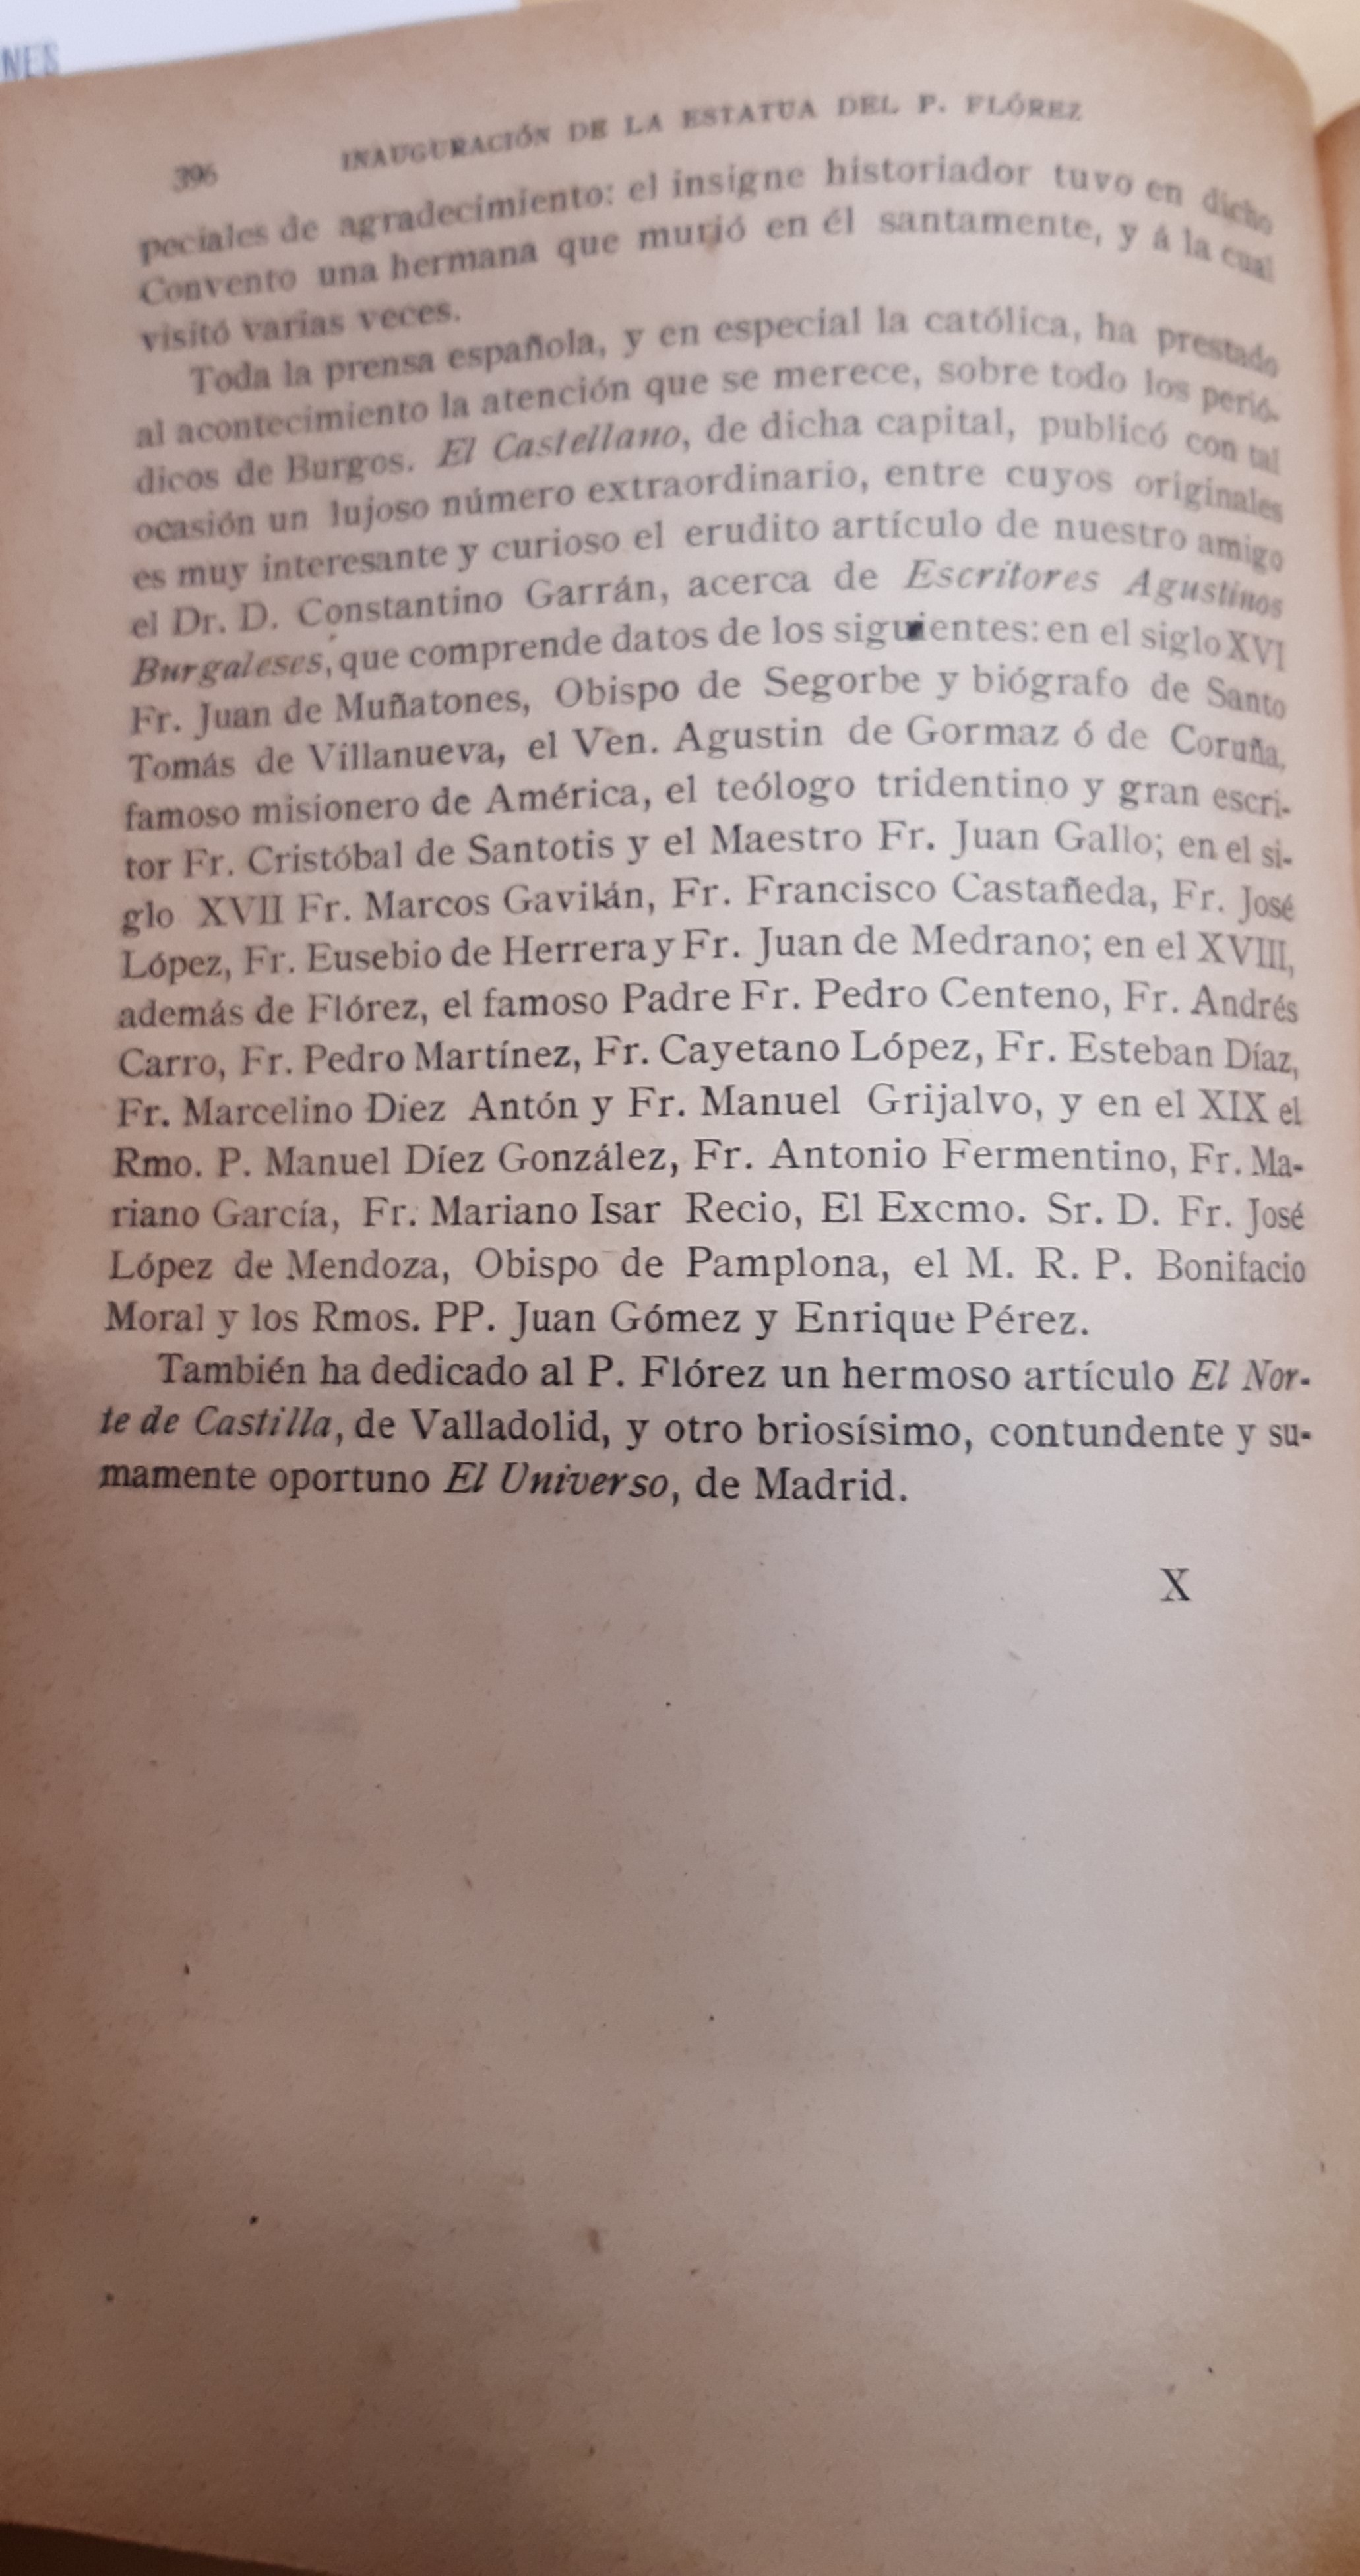 NES
396 INAUGURACIÓN DE LA ESTATUA DEL P. FLÓREZ
peciales de agradecimiento: el insigne historiador tuvo en dicho
Convento una hermana que murió en él santamente, y á la cual
visitó varias veces.
Toda la prensa española, y en especial la católica, ha prestado
al acontecimiento la atención que se merece, sobre todo los perió-
dicos de Burgos. El Castellano, de dicha capital, publicó con tal
ocasión un lujoso número extraordinario, entre cuyos originales
es muy interesante y curioso el erudito artículo de nuestro amigo
el Dr. D. Constantino Garrán, acerca de Escritores Agustinos
Burgaleses, que comprende datos de los siguientes: en el siglo XVI
Fr. Juan de Muñatones, Obispo de Segorbe y biógrafo de Santo
Tomás de Villanueva, el Ven. Agustin de Gormaz ó de Coruña,
famoso misionero de América, el teólogo tridentino y gran escri-
tor Fr. Cristóbal de Santotis y el Maestro Fr. Juan Gallo; en el si-
glo XVII Fr. Marcos Gavilán, Fr. Francisco Castañeda, Fr. José
López, Fr. Eusebio de Herrera y Fr. Juan de Medrano; en el XVIII,
además de Flórez, el famoso Padre Fr. Pedro Centeno, Fr. Andrés
Carro, Fr. Pedro Martínez, Fr. Cayetano López, Fr. Esteban Díaz,
Fr. Marcelino Diez Antón y Fr. Manuel Grijalvo, y en el XIX el
Rmo. P. Manuel Díez González, Fr. Antonio Fermentino, Fr. Ma-
riano García, Fr. Mariano Isar Recio, El Excmo. Sr. D. Fr. José
López de Mendoza, Obispo de Pamplona, el M. R. P. Bonifacio
Moral y los Rmos. PP. Juan Gómez y Enrique Pérez.
También ha dedicado al P. Flórez un hermoso artículo El Nor-
te de Castilla, de Valladolid, y otro briosísimo, contundente y su-
mamente oportuno El Universo, de Madrid.
X